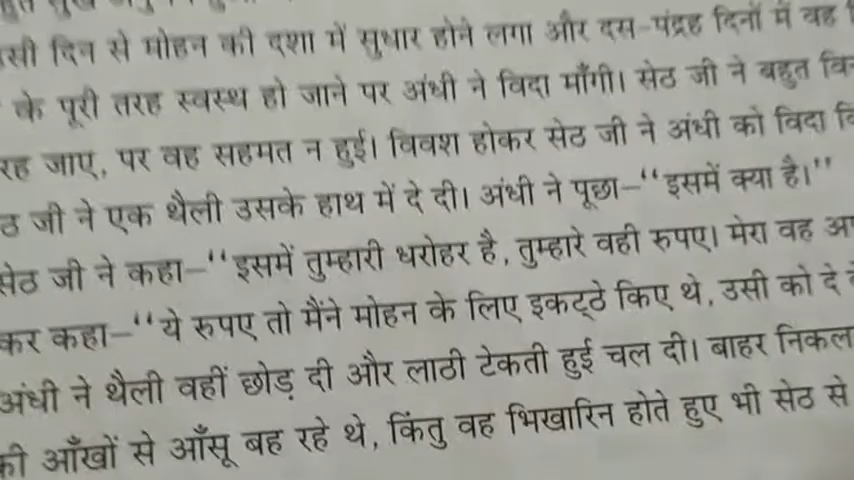 दिन से मोहन की दशा में सुधार होने लगा और दस-पंद्रह दिनों में वह
के पूरी तरह स्वस्थ हो जाने पर अंधी ने विदा माँगी। सेठ जी ने बहुत
रह जाए, पर वह सहमत न हुई। विवश होकर सेठ जी ने अंधी को विदा
जी ने एक थैली उसके हाथ में दे दी। अंधी ने पूछा–‘‘इसमें क्या है।’’
सेठ जी ने कहा–‘‘इसमें तुम्हारी धरोहर है, तुम्हारे वही रुपए। मेरा वह
कर कहा–‘‘ये रुपए तो मैंने मोहन के लिए इकट्ठे किए थे, उसी को दे
अंधी ने थैली वहीं छोड़ दी और लाठी टेकती हुई चल दी। बाहर निकल
की आँखों से आँसू बह रहे थे, किंतु वह भिखारिन होते हुए भी सेठ से